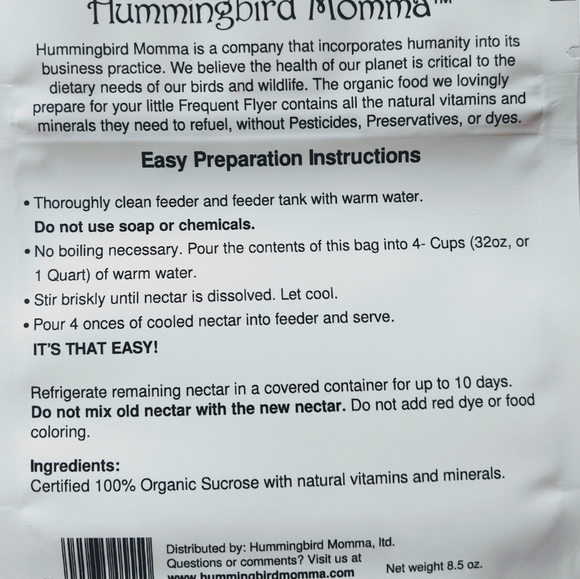 Hummingbird Momma™
Hummingbird Momma is a company that incorporates humanity into its
business practice. We believe the health of our planet is critical to the
dietary needs of our birds and wildlife. The organic food we lovingly
prepare for your little Frequent Flyer contains all the natural vitamins and
minerals they need to refuel, without Pesticides, Preservatives, or dyes.
Easy Preparation Instructions
• Thoroughly clean feeder and feeder tank with warm water.
Do not use soap or chemicals.
• No boiling necessary. Pour the contents of this bag into 4- Cups (32oz, or
1 Quart) of warm water.
• Stir briskly until nectar is dissolved. Let cool.
• Pour 4 onces of cooled nectar into feeder and serve.
IT'S THAT EASY!
Refrigerate remaining nectar in a covered container for up to 10 days.
Do not mix old nectar with the new nectar. Do not add red dye or food
coloring.
Ingredients:
Certified 100% Organic Sucrose with natural vitamins and minerals.
Distributed by: Hummingbird Momma, ltd.
Questions or comments? Visit us at
www.hummingbirdmomma.com
Net weight 8.5 oz.